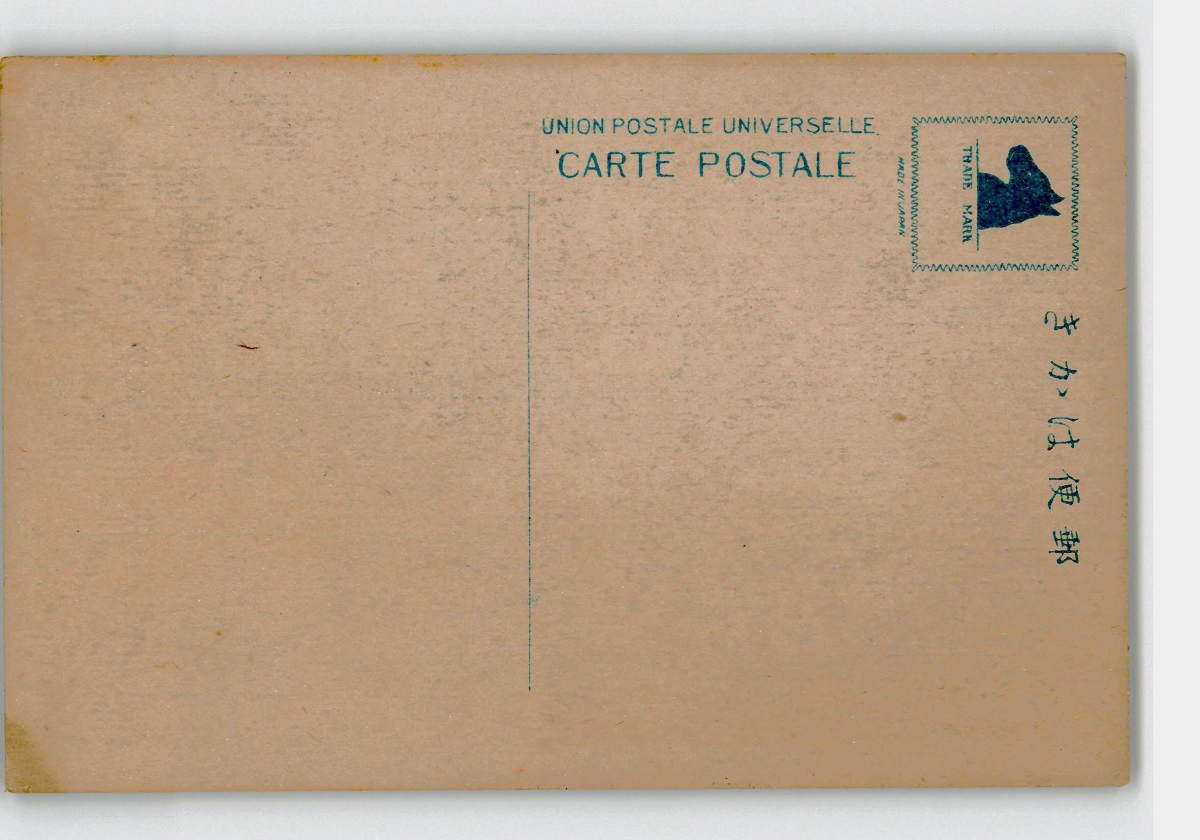 UNION POSTALE UNIVERSELLE.
CARTE POSTALE
TRADE MARK
MADE IN JAPAN
郵便はがき